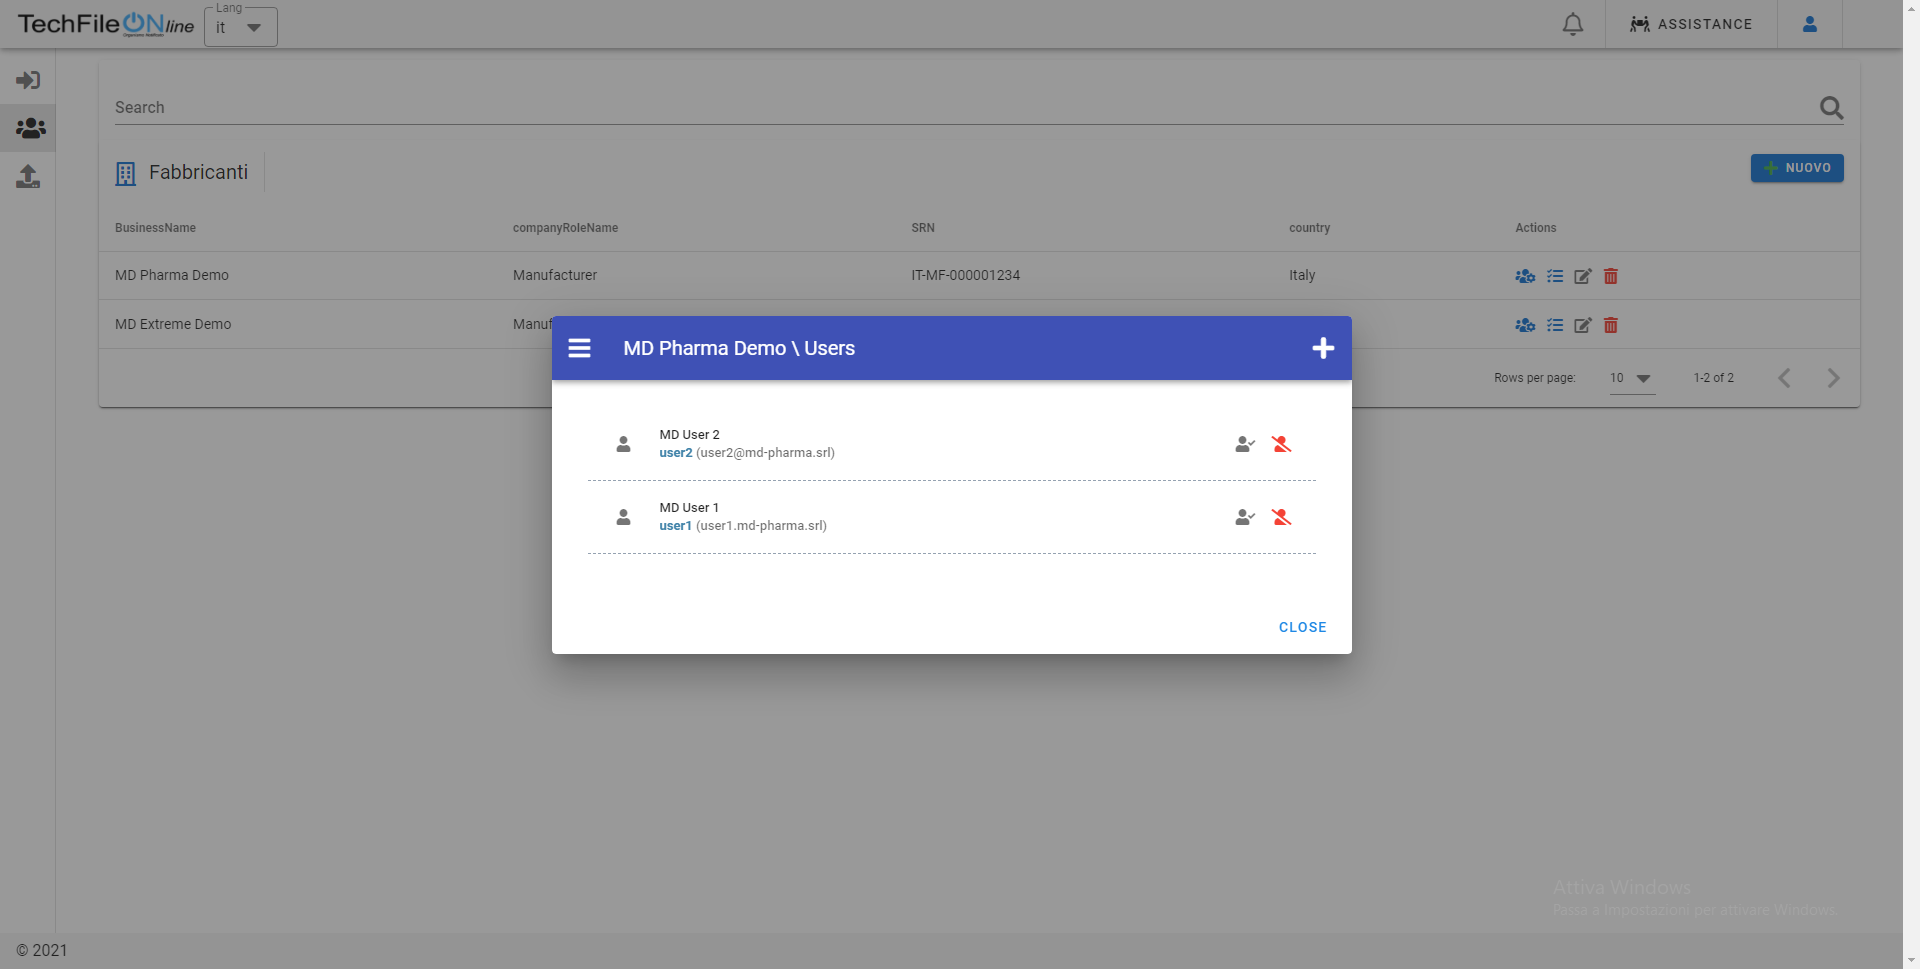 TechFileONline
Lang
it
ASSISTANCE
Search
Fabbricanti
NUOVO
BusinessName companyRoleName SRN country Actions
MD Pharma Demo Manufacturer IT-MF-000001234 Italy
MD Extreme Demo Manuf
Rows per page: 10 1-2 of 2
MD Pharma Demo \ Users
MD User 2
user2 (user2@md-pharma.srl)
MD User 1
user1 (user1.md-pharma.srl)
CLOSE
Attiva Windows
Passa a Impostazioni per attivare Windows.
© 2021